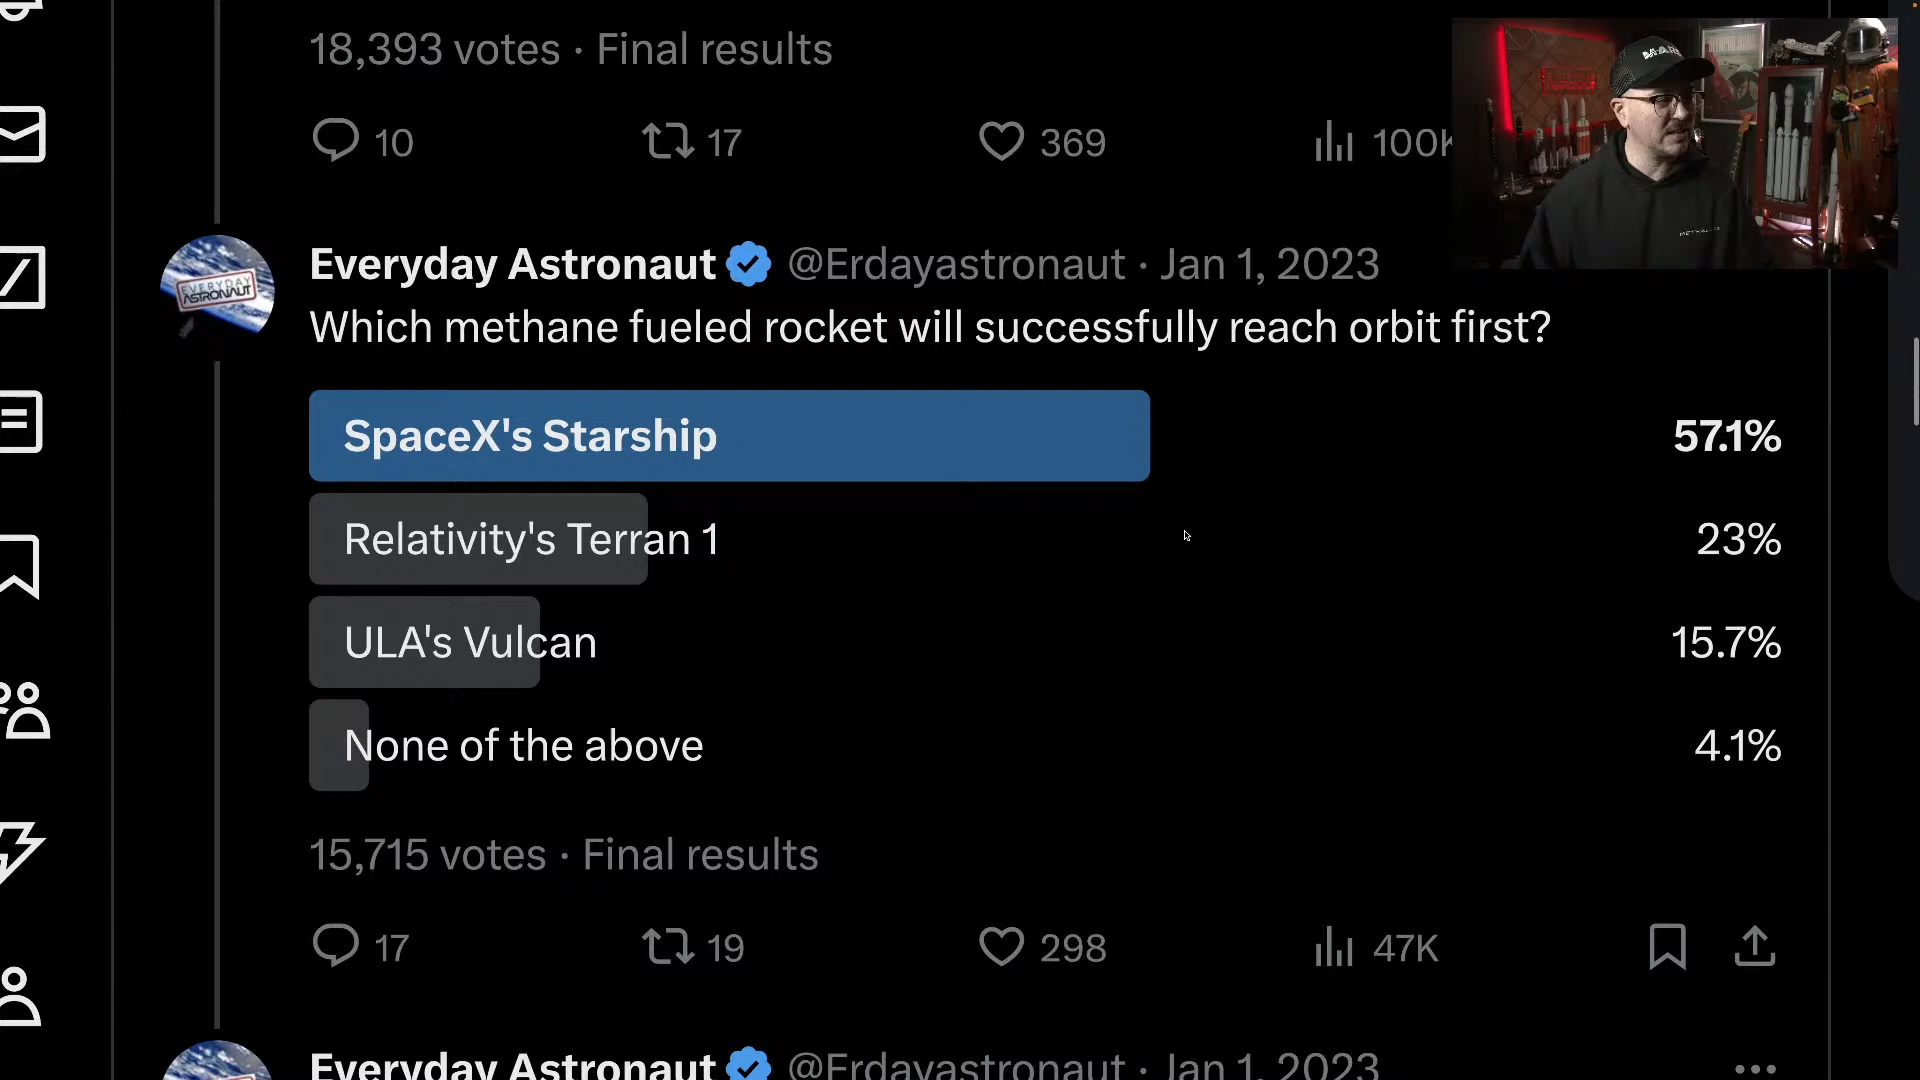 18,393 votes · Final results
10 17 369 100K
Everyday Astronaut @Erdayastronaut · Jan 1, 2023
EVERYDAY
ASTRONAUT
Which methane fueled rocket will successfully reach orbit first?
SpaceX's Starship 57.1%
Relativity's Terran 1 23%
ULA's Vulcan 15.7%
None of the above 4.1%
15,715 votes · Final results
17 19 298 47K
Everyday Astronaut @Erdayastronaut · Jan 1, 2023